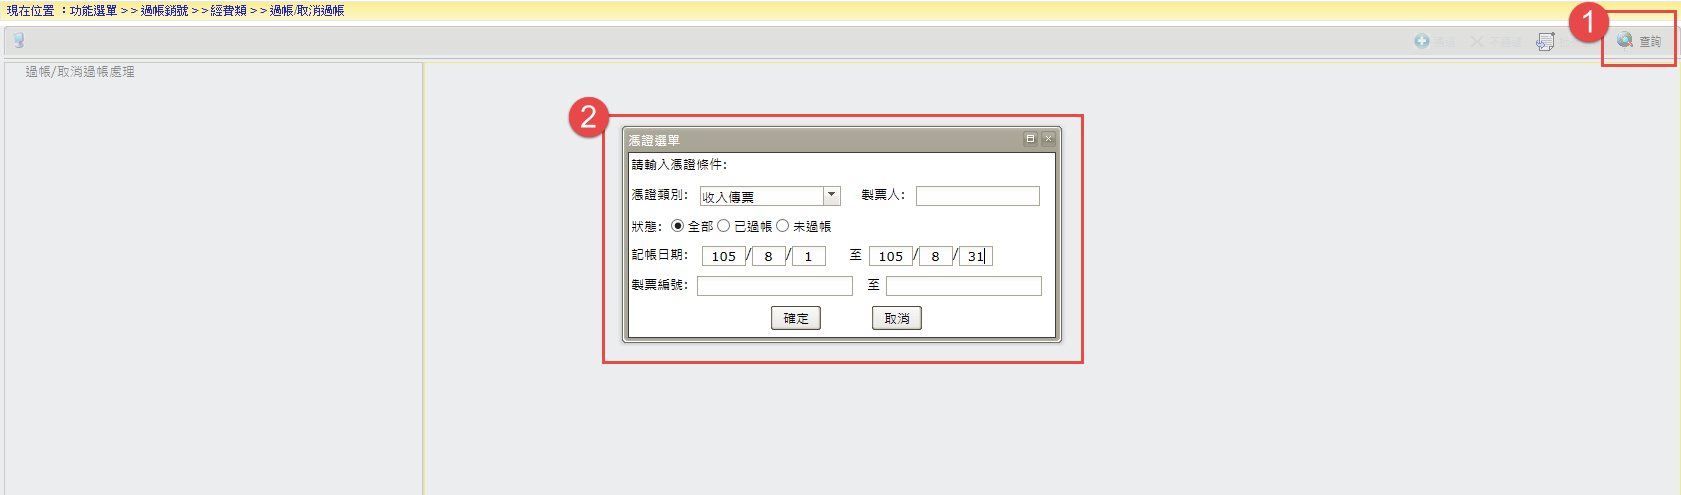 現在位置 ：功能選單 >> 過帳銷號 >> 經費類 >> 過帳/取消過帳
1
查詢
過帳/取消過帳處理
2
憑證選單
請輸入憑證條件:
憑證類別: 收入傳票 製票人:
狀態: 全部 已過帳 未過帳
記帳日期: 105/8/1 至 105/8/31
製票編號: 至
確定 取消